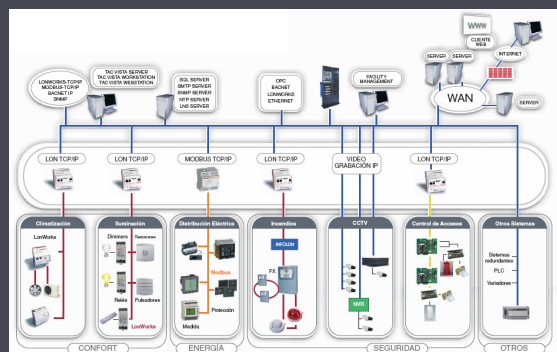 WWW
CLIENTE
WEB
INTERNET
SERVER
SERVER
WAN
SERVER
LONWORKS-TCP/IP
MODBUS-TCP/IP
BACNET IP
SNMP
TAC VISTA SERVER
TAC VISTA WORKSTATION
TAC VISTA WEBSTATION
SQL SERVER
SMTP SERVER
SNMP SERVER
NTP SERVER
LNS SERVER
OPC
BACNET
LONWORKS
ETHERNET
FACILITY
MANAGEMENT
LON TCP/IP
LON TCP/IP
MODBUS TCP/IP
LON TCP/IP
VIDEO
GRABACIÓN IP
LON TCP/IP
Climatización
LonWorks
Iluminación
Dimmers
Sensores
Relés
Pulsadores
LonWorks
Distribución Eléctrica
Modbus
Protección
Medida
Incendios
INFOLON
FX
CCTV
NVR
Control de Accesos
Otros Sistemas
Sistemas
redundantes
PLC
Variadores
CONFORT
ENERGÍA
SEGURIDAD
OTROS